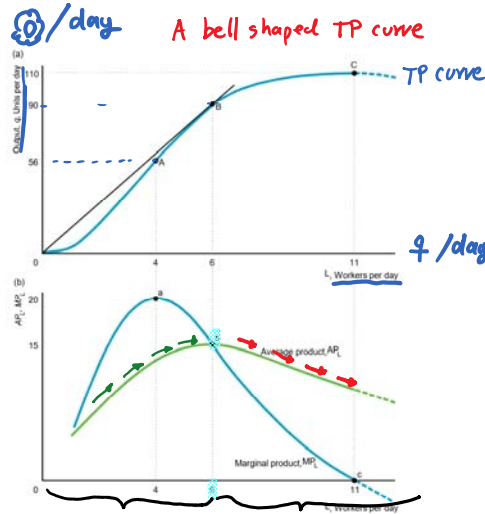 /day
A bell shaped TP curve
(a)
Output, q, Units per day
110
C
TP curve
90
B
56
A
0
4
6
11
L, Workers per day
/day
(b)
APL, MPL
20
a
15
Average product, APL
Marginal product, MPL
c
0
4
6
11
L, Workers per day